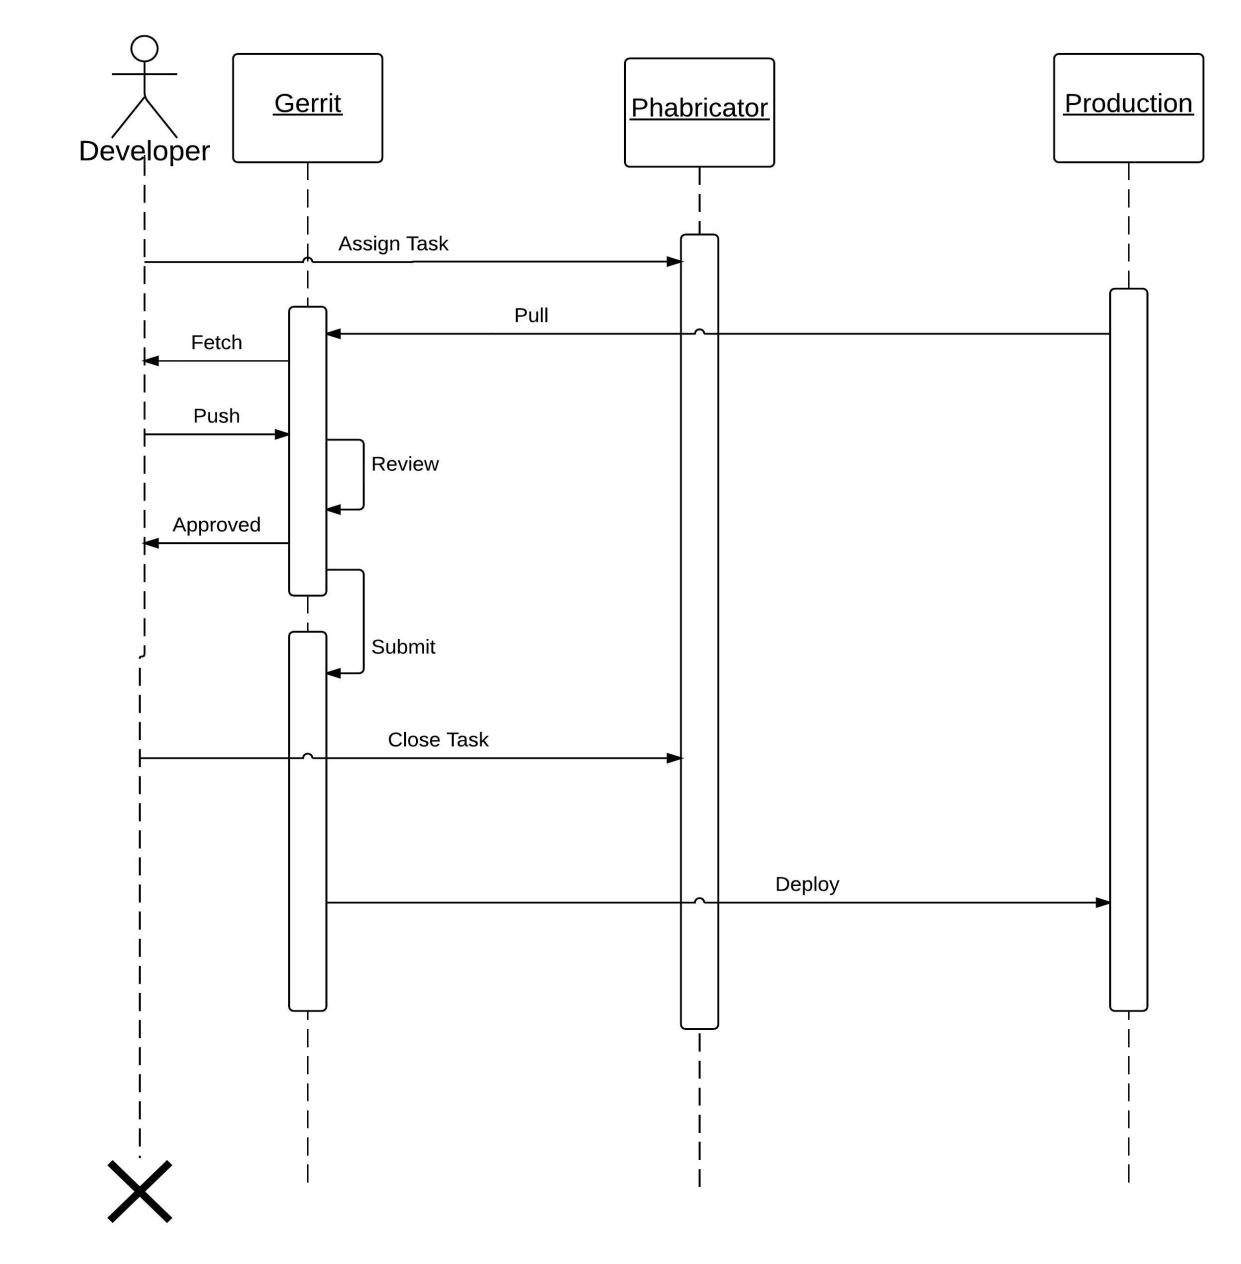 Developer
Gerrit
Phabricator
Production
Assign Task
Pull
Fetch
Push
Review
Approved
Submit
Close Task
Deploy